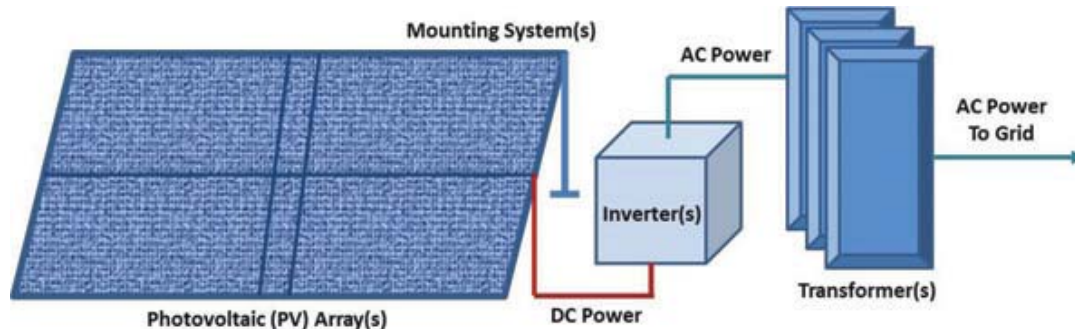 Mounting System(s)
AC Power
AC Power
To Grid
Inverter(s)
Transformer(s)
DC Power
Photovoltaic (PV) Array(s)